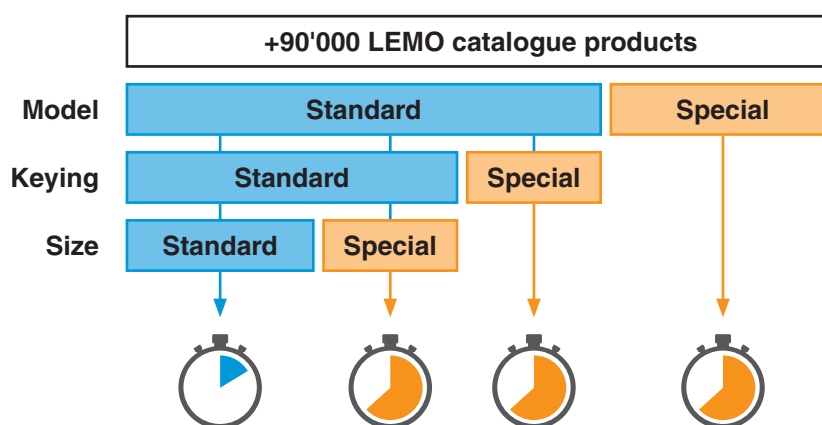 +90'000 LEMO catalogue products
Model Standard Special
Keying Standard Special
Size Standard Special